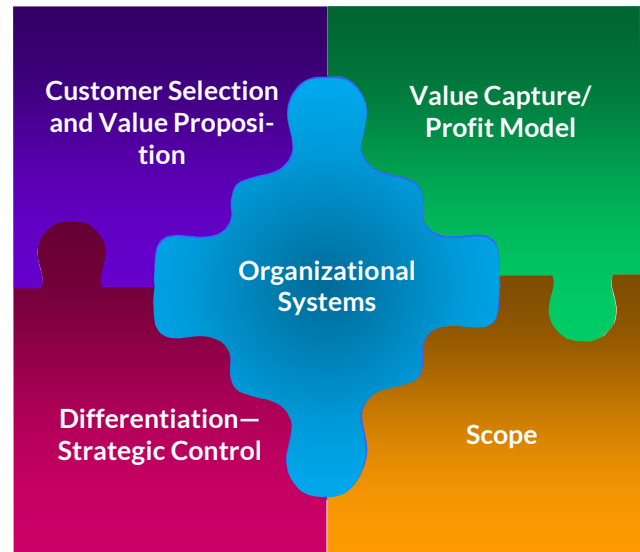 Customer Selection
and Value Proposi-
tion
Value Capture/
Profit Model
Organizational
Systems
Differentiation—
Strategic Control
Scope